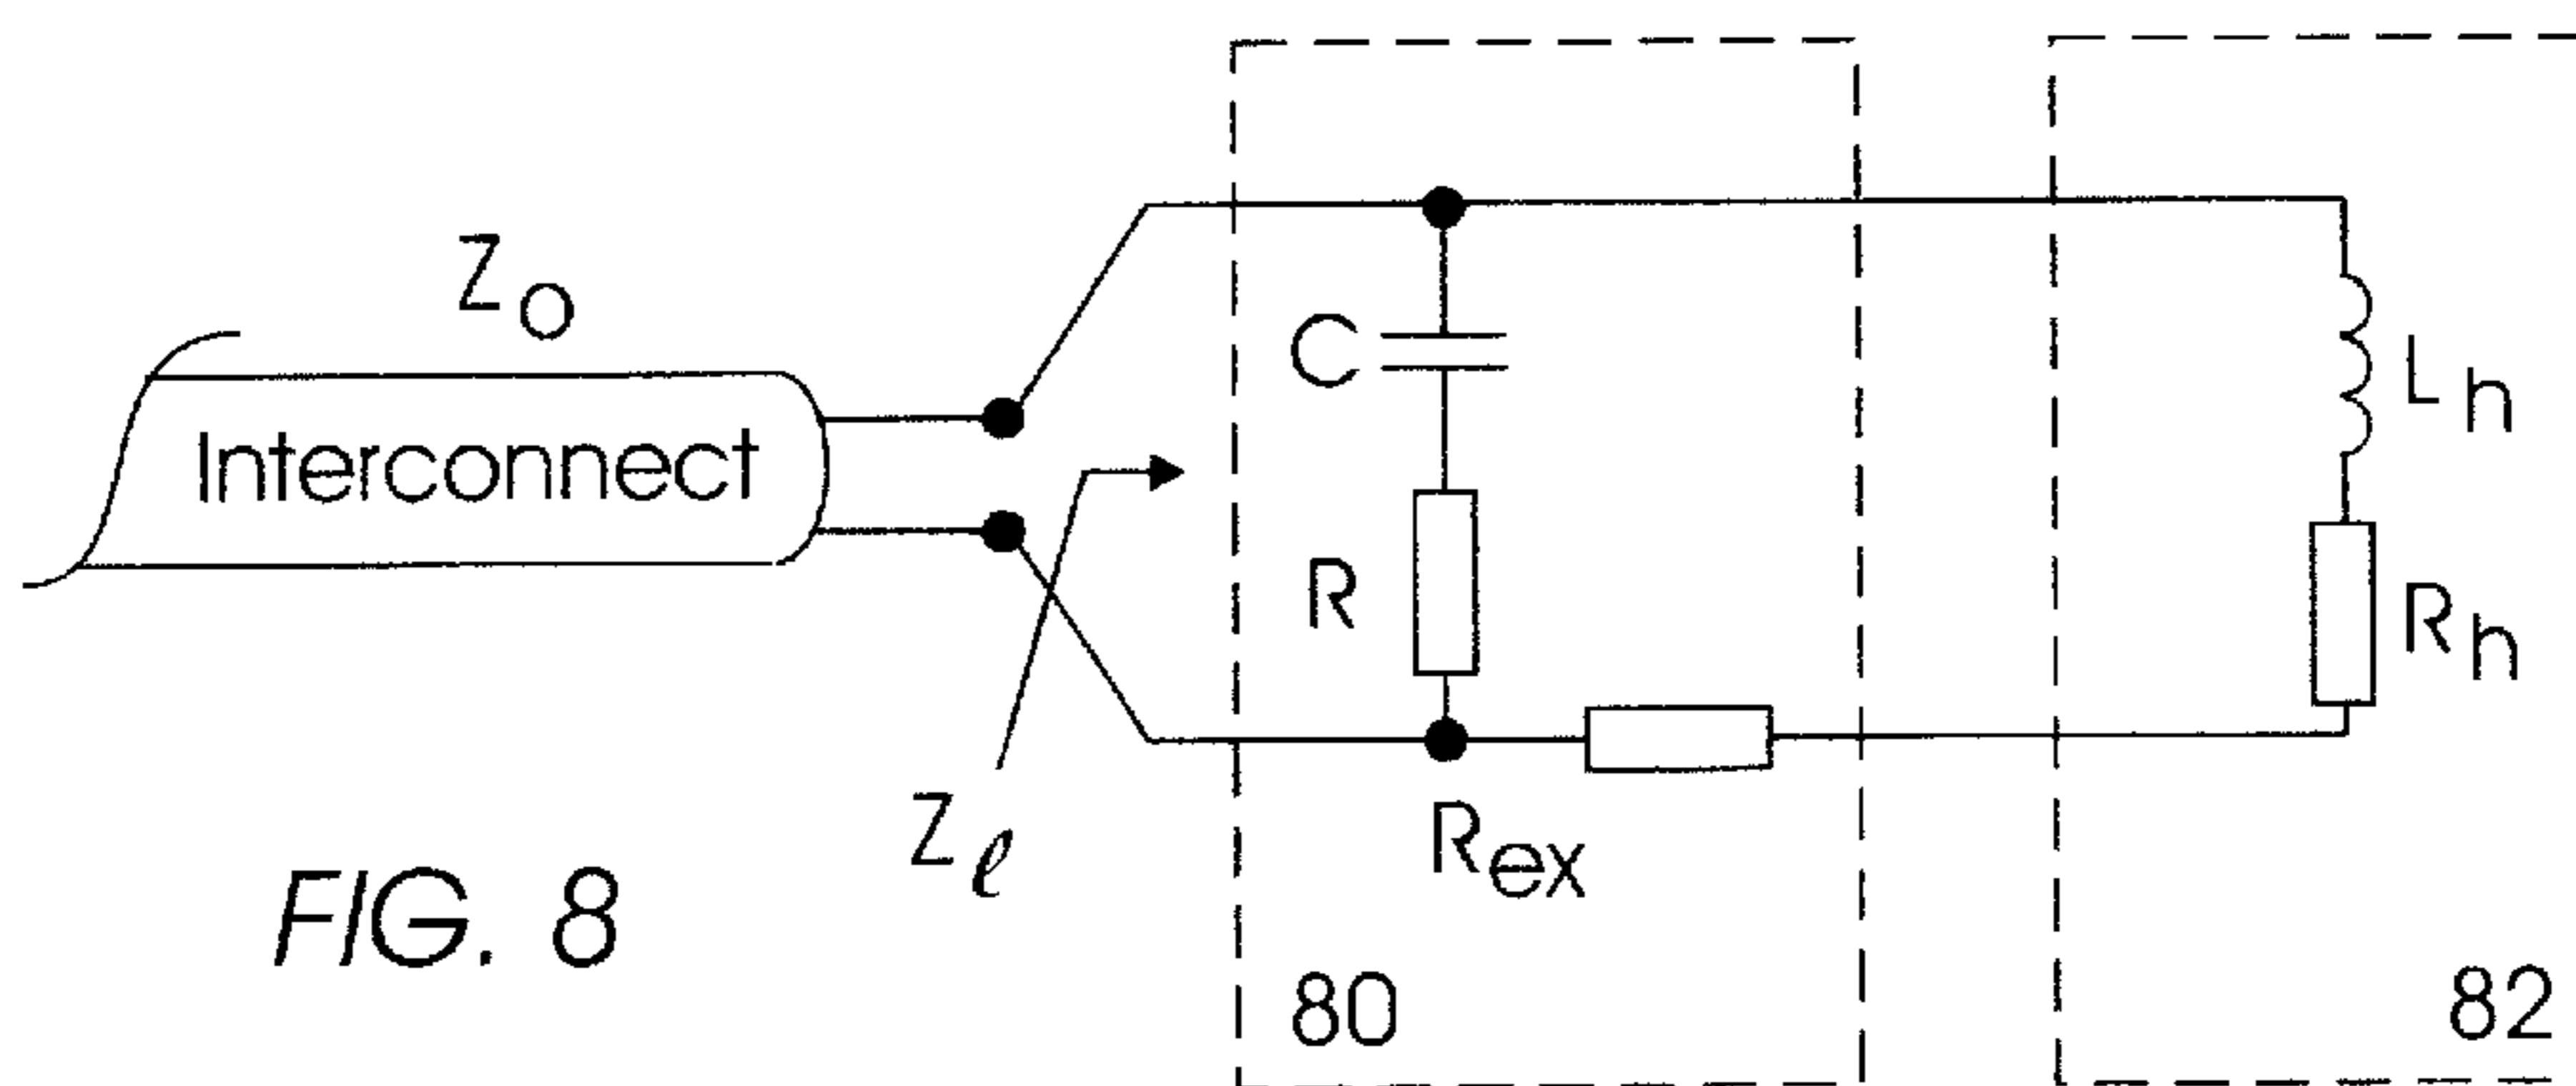 Zo
Interconnect
C
Lh
R
Rh
Zℓ
Rex
FIG. 8
80
82